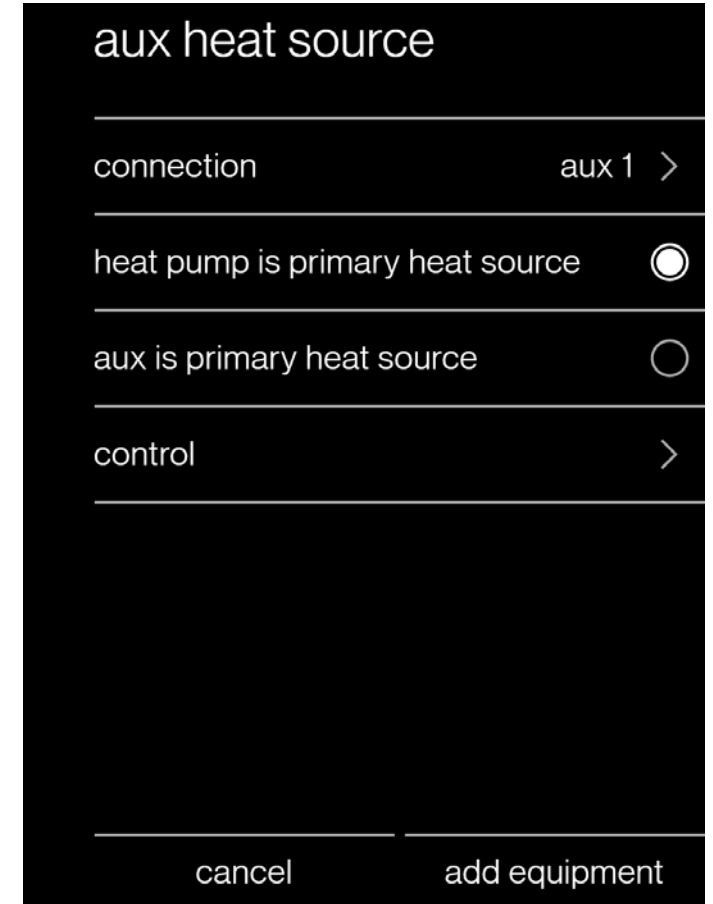 aux heat source
connection aux 1
heat pump is primary heat source
aux is primary heat source
control
cancel add equipment